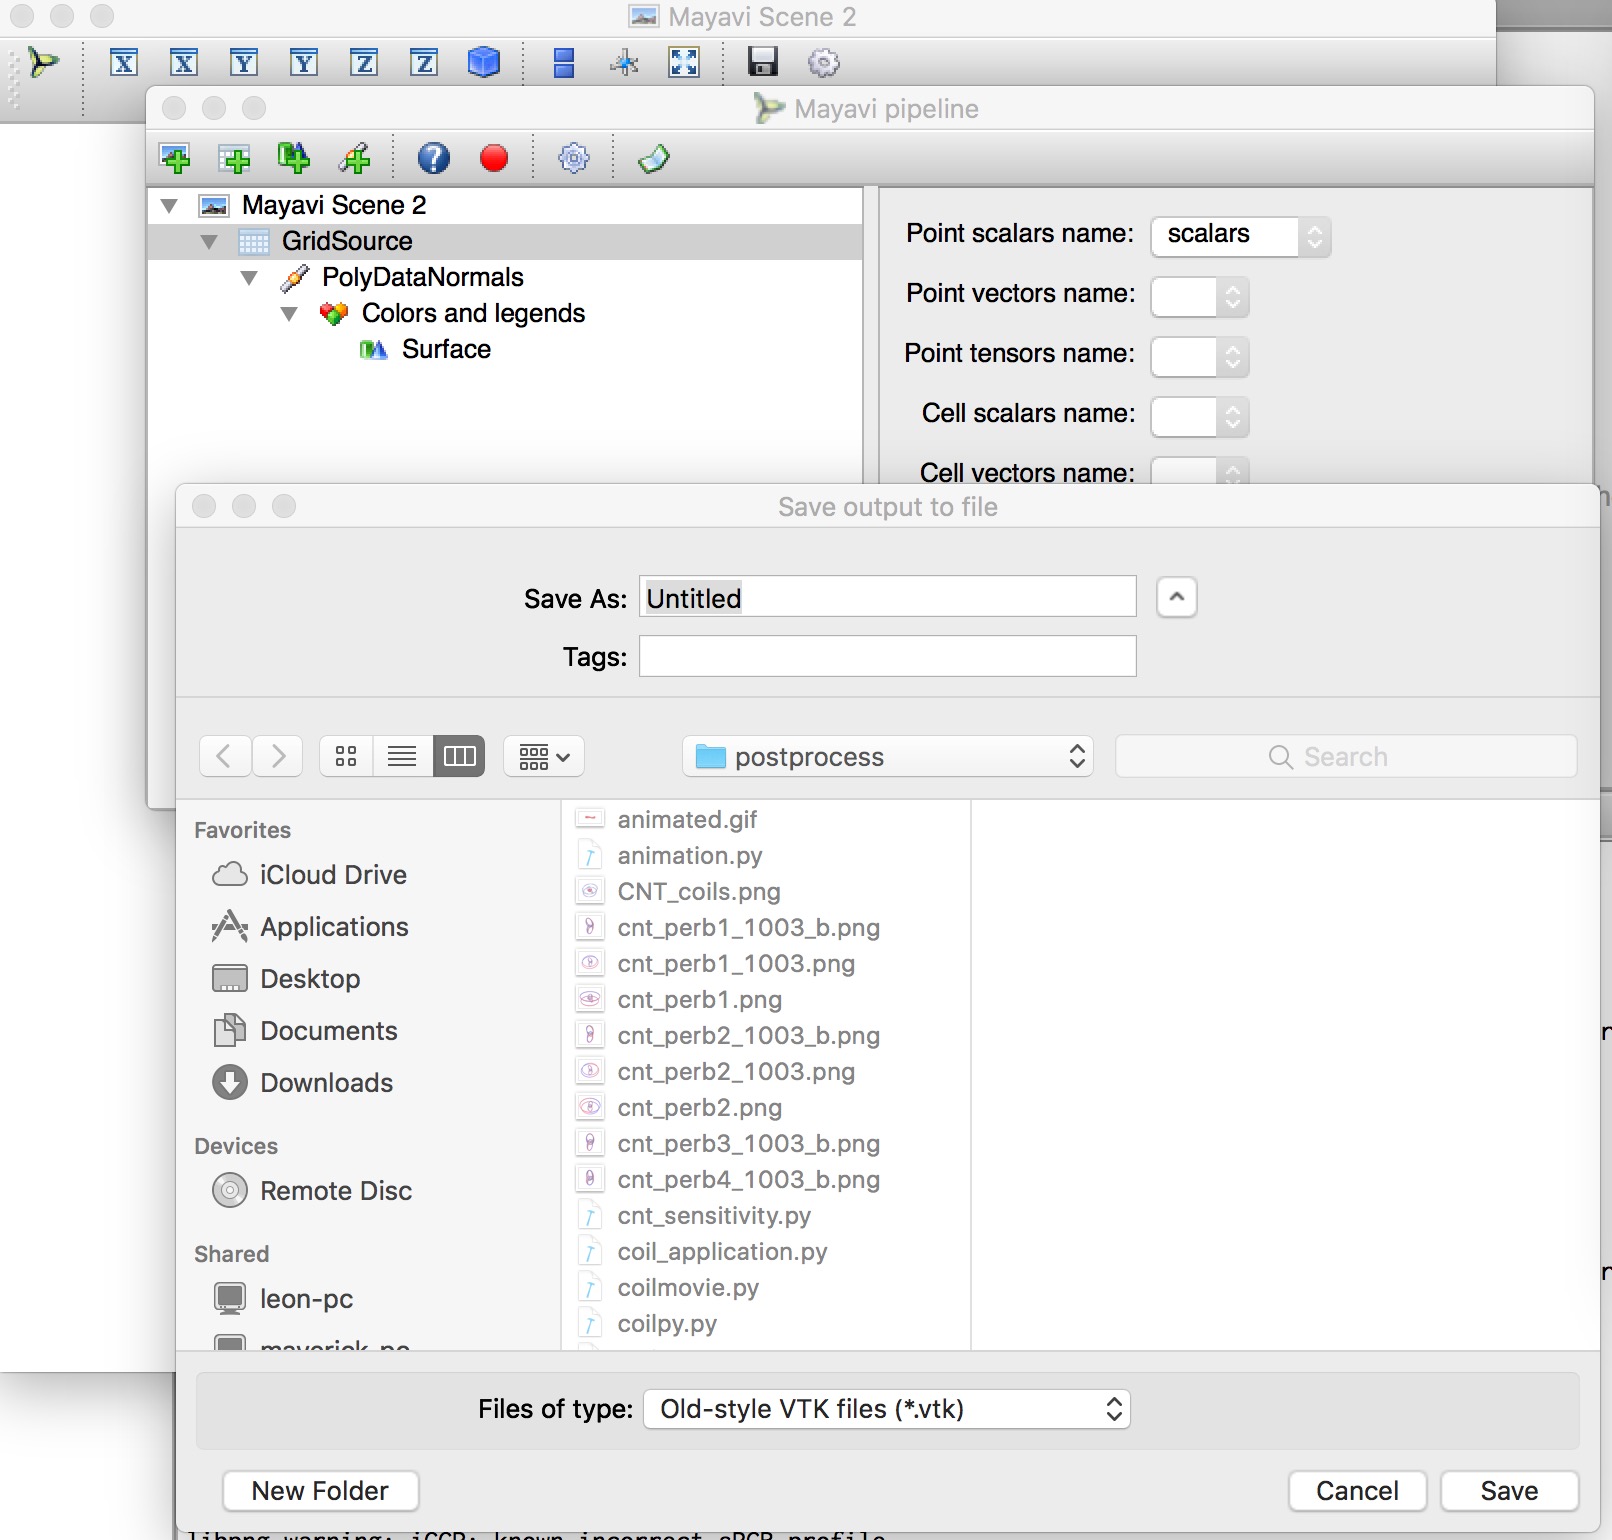 Mayavi Scene 2
X X Y Y Z Z
Mayavi pipeline
Mayavi Scene 2
GridSource
PolyDataNormals
Colors and legends
Surface
Point scalars name: scalars
Point vectors name:
Point tensors name:
Cell scalars name:
Cell vectors name:
Save output to file
Save As: Untitled
Tags:
postprocess
Search
Favorites
iCloud Drive
Applications
Desktop
Documents
Downloads
Devices
Remote Disc
Shared
leon-pc
maverick-pc
animated.gif
animation.py
CNT_coils.png
cnt_perb1_1003_b.png
cnt_perb1_1003.png
cnt_perb1.png
cnt_perb2_1003_b.png
cnt_perb2_1003.png
cnt_perb2.png
cnt_perb3_1003_b.png
cnt_perb4_1003_b.png
cnt_sensitivity.py
coil_application.py
coilmovie.py
coilpy.py
Files of type: Old-style VTK files (*.vtk)
New Folder
Cancel
Save
libpng warning: iCCP: known incorrect sRGB profile